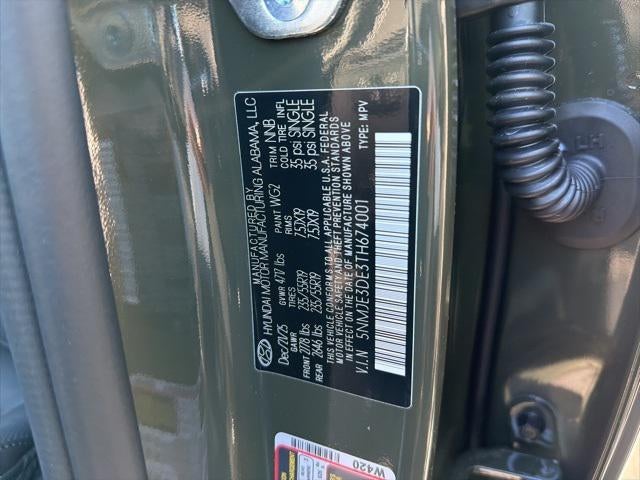 MANUFACTURED BY
HYUNDAI MOTOR MANUFACTURING ALABAMA, LLC
Dec/21/25 PAINT WGZ TRIM NNB
GVWR 4717 lbs
GAWR TIRES RIMS COLD TIRE INFL
FRONT 2778 lbs 235/55R19 7.5JX19 35 psi SINGLE
REAR 2646 lbs 235/55R19 7.5JX19 35 psi SINGLE
THIS VEHICLE CONFORMS TO ALL APPLICABLE U.S.A. FEDERAL
MOTOR VEHICLE SAFETY AND THEFT PREVENTION STANDARDS
IN EFFECT ON THE DATE OF MANUFACTURE SHOWN ABOVE
V.I.N 5NMJE3DE3TH674001 TYPE: MPV
LH
W420